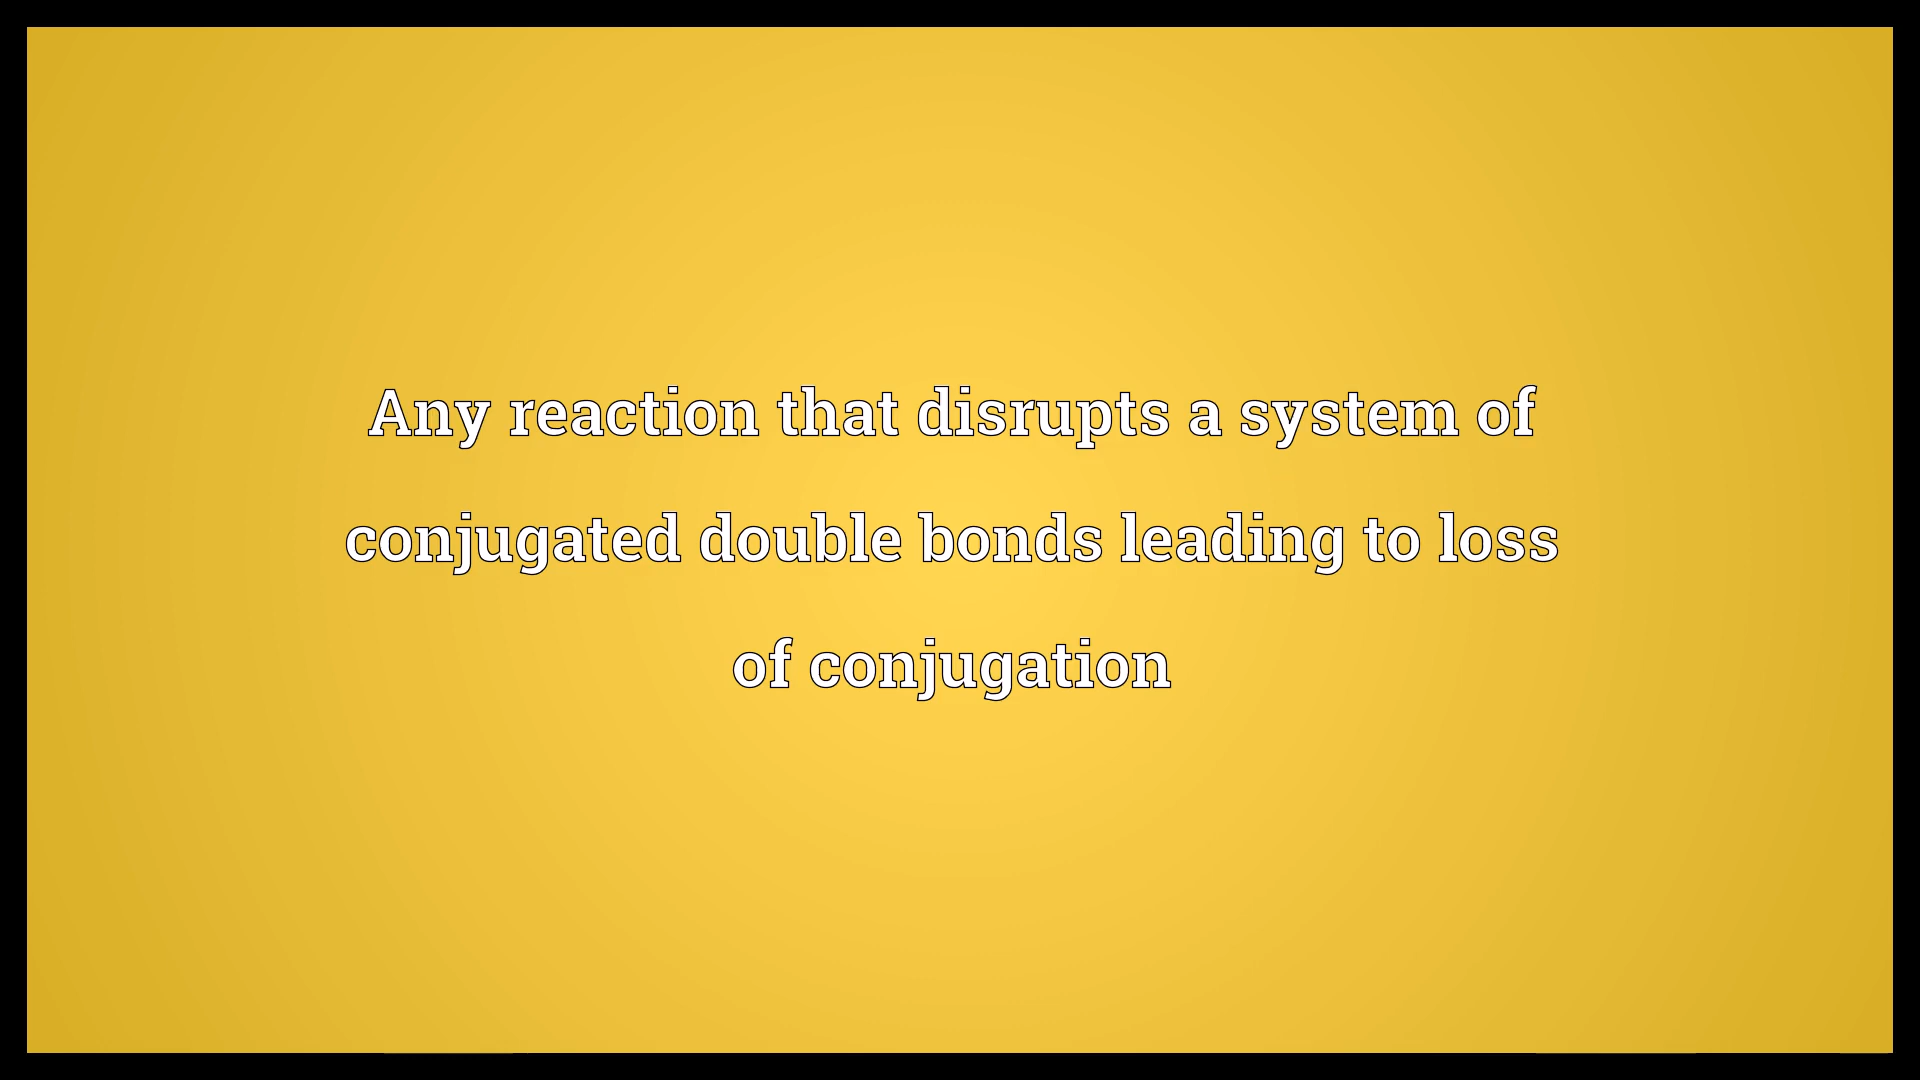 Any reaction that disrupts a system of
conjugated double bonds leading to loss
of conjugation